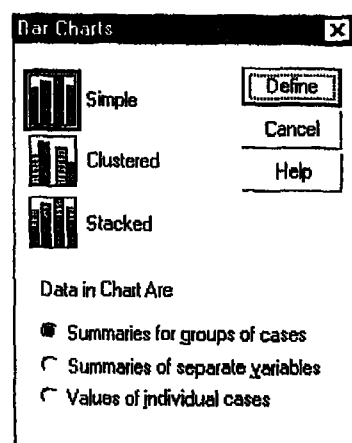 Bar Charts
Simple
Clustered
Stacked
Define
Cancel
Help
Data in Chart Are
Summaries for groups of cases
Summaries of separate variables
Values of individual cases